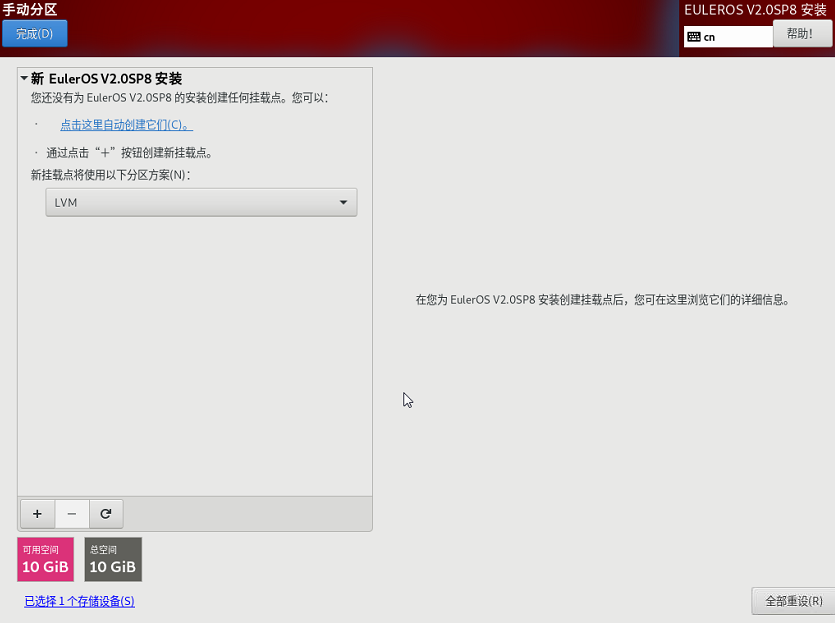 手动分区
EULEROS V2.0SP8 安装
完成(D)
cn
帮助!
新 EulerOS V2.0SP8 安装
您还没有为 EulerOS V2.0SP8 的安装创建任何挂载点。您可以：
· 点击这里自动创建它们(C)。
· 通过点击“＋”按钮创建新挂载点。
新挂载点将使用以下分区方案(N)：
LVM
在您为 EulerOS V2.0SP8 安装创建挂载点后，您可在这里浏览它们的详细信息。
+ −
可用空间
10 GiB
总空间
10 GiB
已选择 1 个存储设备(S)
全部重设(R)